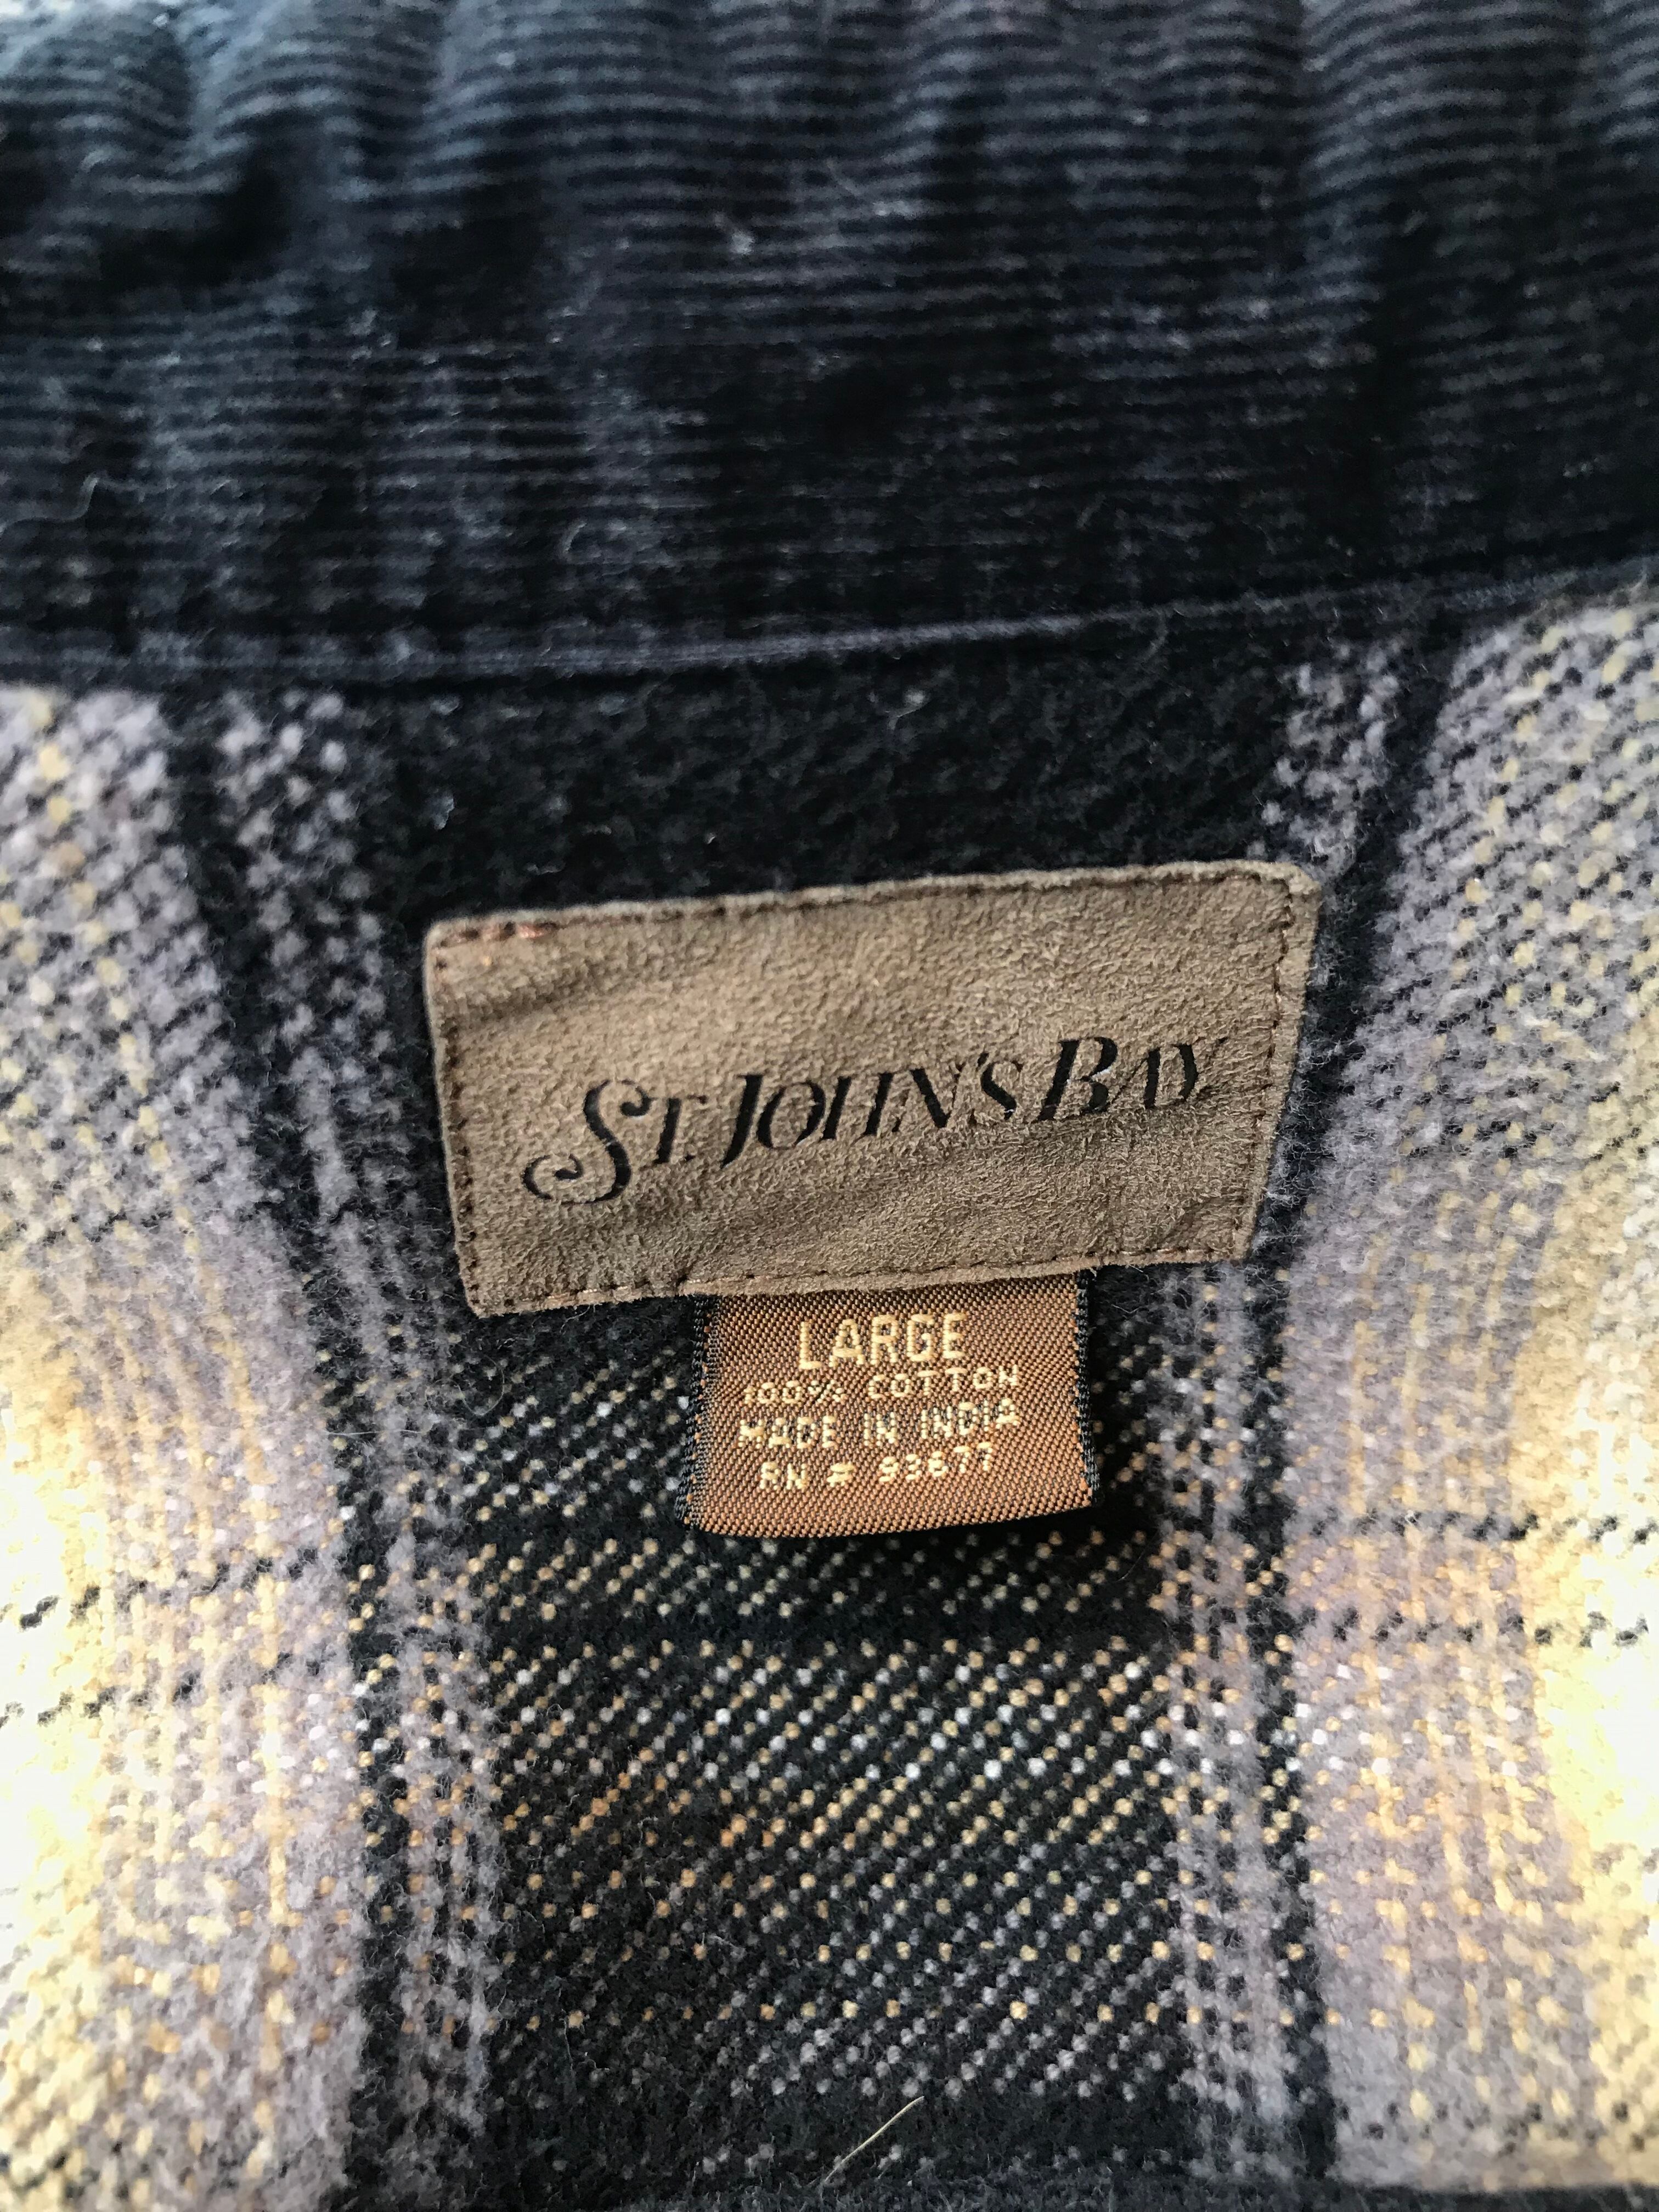 ST. JOHN'S BAY
LARGE
100% COTTON
MADE IN INDIA
RN # 93677